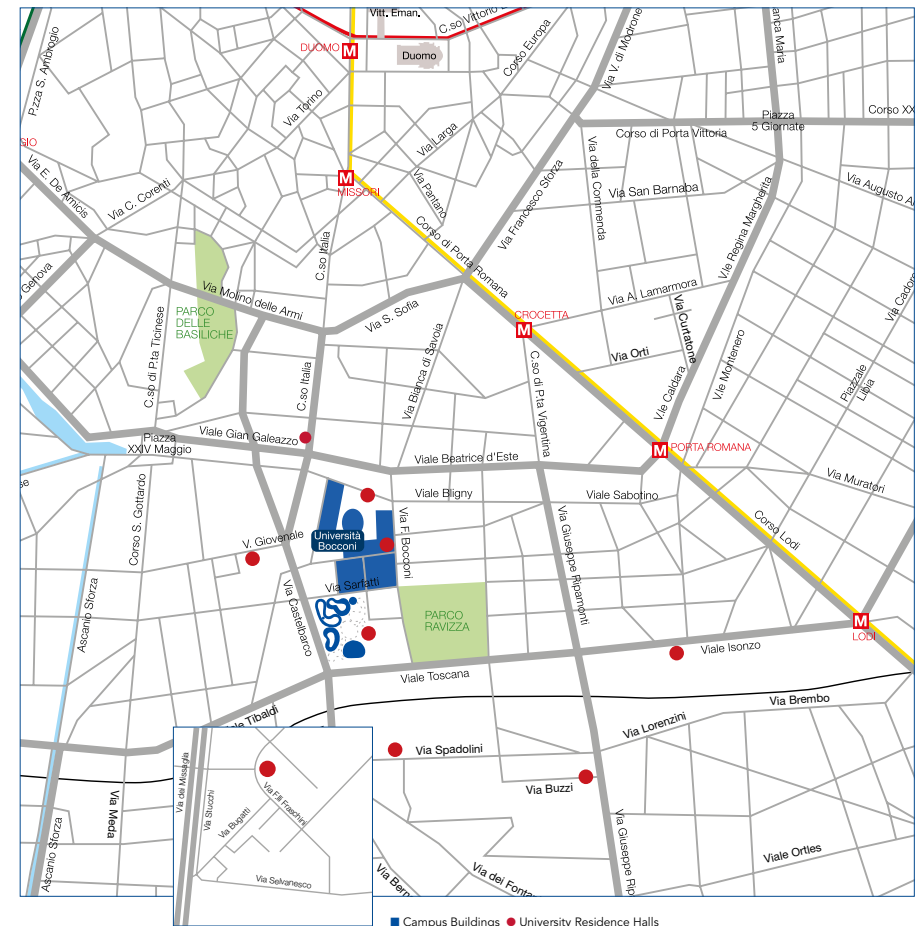 Vitt. Eman.
C.so Vittorio
DUOMO
M
Duomo
Corso Europa
Via V. di Modrone
anca Maria
P.zza S. Ambrogio
Via Torino
Via Larga
Piazza
5 Giornate
Corso XX
Corso di Porta Vittoria
GIO
Via E. De Amicis
Via C. Corenti
M
MISSORI
Via Pantano
Via Francesco Sforza
Via della Commenda
Via San Barnaba
V.le Regina Margherita
Via Augusto A
C.so Italia
Corso di Porta Romana
o Genova
Via Molino delle Armi
PARCO
DELLE
BASILICHE
Via S. Sofia
CROCETTA
M
Via A. Lamarmora
Via Curtatone
Via Cadore
C.so di P.ta Ticinese
C.so Italia
Via Bianca di Savoia
C.so di P.ta Vigentina
Via Orti
V.le Caldara
V.le Montenero
Piazzale
Libia
Piazza
XXIV Maggio
Viale Gian Galeazzo
M
PORTA ROMANA
Viale Beatrice d'Este
Via Muratori
se
Corso S. Gottardo
Viale Bligny
Viale Sabotino
Corso Lodi
V. Giovenale
Università
Bocconi
Via F. Bocconi
Via Giuseppe Ripamonti
Via Sarfatti
Ascanio Sforza
Via Castelbarco
PARCO
RAVIZZA
M
LODI
Viale Isonzo
Viale Toscana
Via Brembo
le Tibaldi
Via Lorenzini
Via Spadolini
Via Buzzi
Via dei Missaglia
Via Stucchi
Via Bugatti
Via F.lli Fraschini
Via Selvanesco
Via Meda
Ascanio Sforza
Via Giuseppe Rip
Viale Ortles
Via Bern
Via dei Fonta
Campus Buildings
University Residence Halls